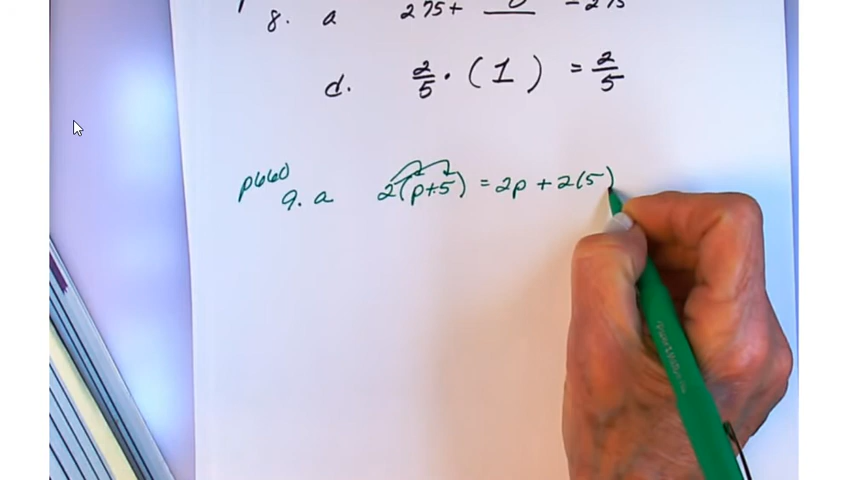 8. a 275+ 0 = 275
d. 2/5 · (1) = 2/5
p660
9. a 2(p+5) = 2p + 2(5)